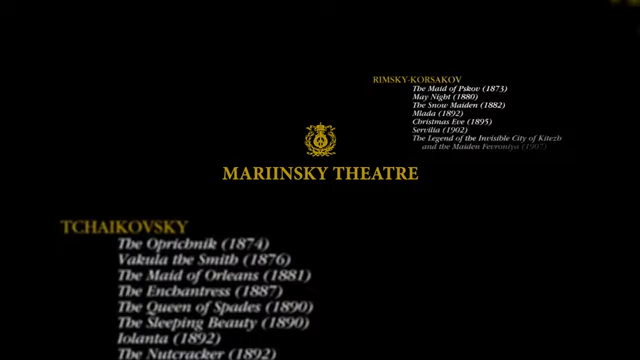 RIMSKY-KORSAKOV
The Maid of Pskov (1873)
May Night (1880)
The Snow Maiden (1882)
Mlada (1892)
Christmas Eve (1895)
Servilia (1902)
The Legend of the Invisible City of Kitezh
and the Maiden Fevroniya (1907)
MARIINSKY THEATRE
TCHAIKOVSKY
The Oprichnik (1874)
Vakula the Smith (1876)
The Maid of Orleans (1881)
The Enchantress (1887)
The Queen of Spades (1890)
The Sleeping Beauty (1890)
Iolanta (1892)
The Nutcracker (1892)